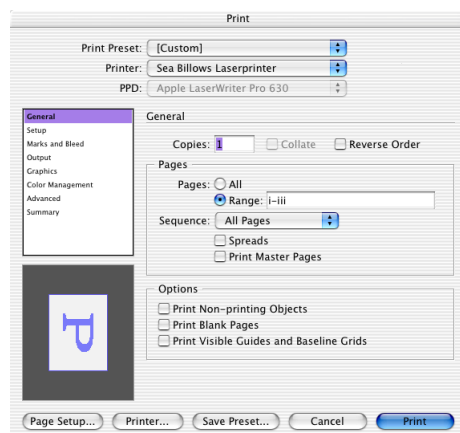 Print
Print Preset: [Custom]
Printer: Sea Billows Laserprinter
PPD: Apple LaserWriter Pro 630
General
Setup
Marks and Bleed
Output
Graphics
Color Management
Advanced
Summary
General
Copies: 1 Collate Reverse Order
Pages
Pages: All
Range: i-iii
Sequence: All Pages
Spreads
Print Master Pages
Options
Print Non-printing Objects
Print Blank Pages
Print Visible Guides and Baseline Grids
P
Page Setup... Printer... Save Preset... Cancel Print